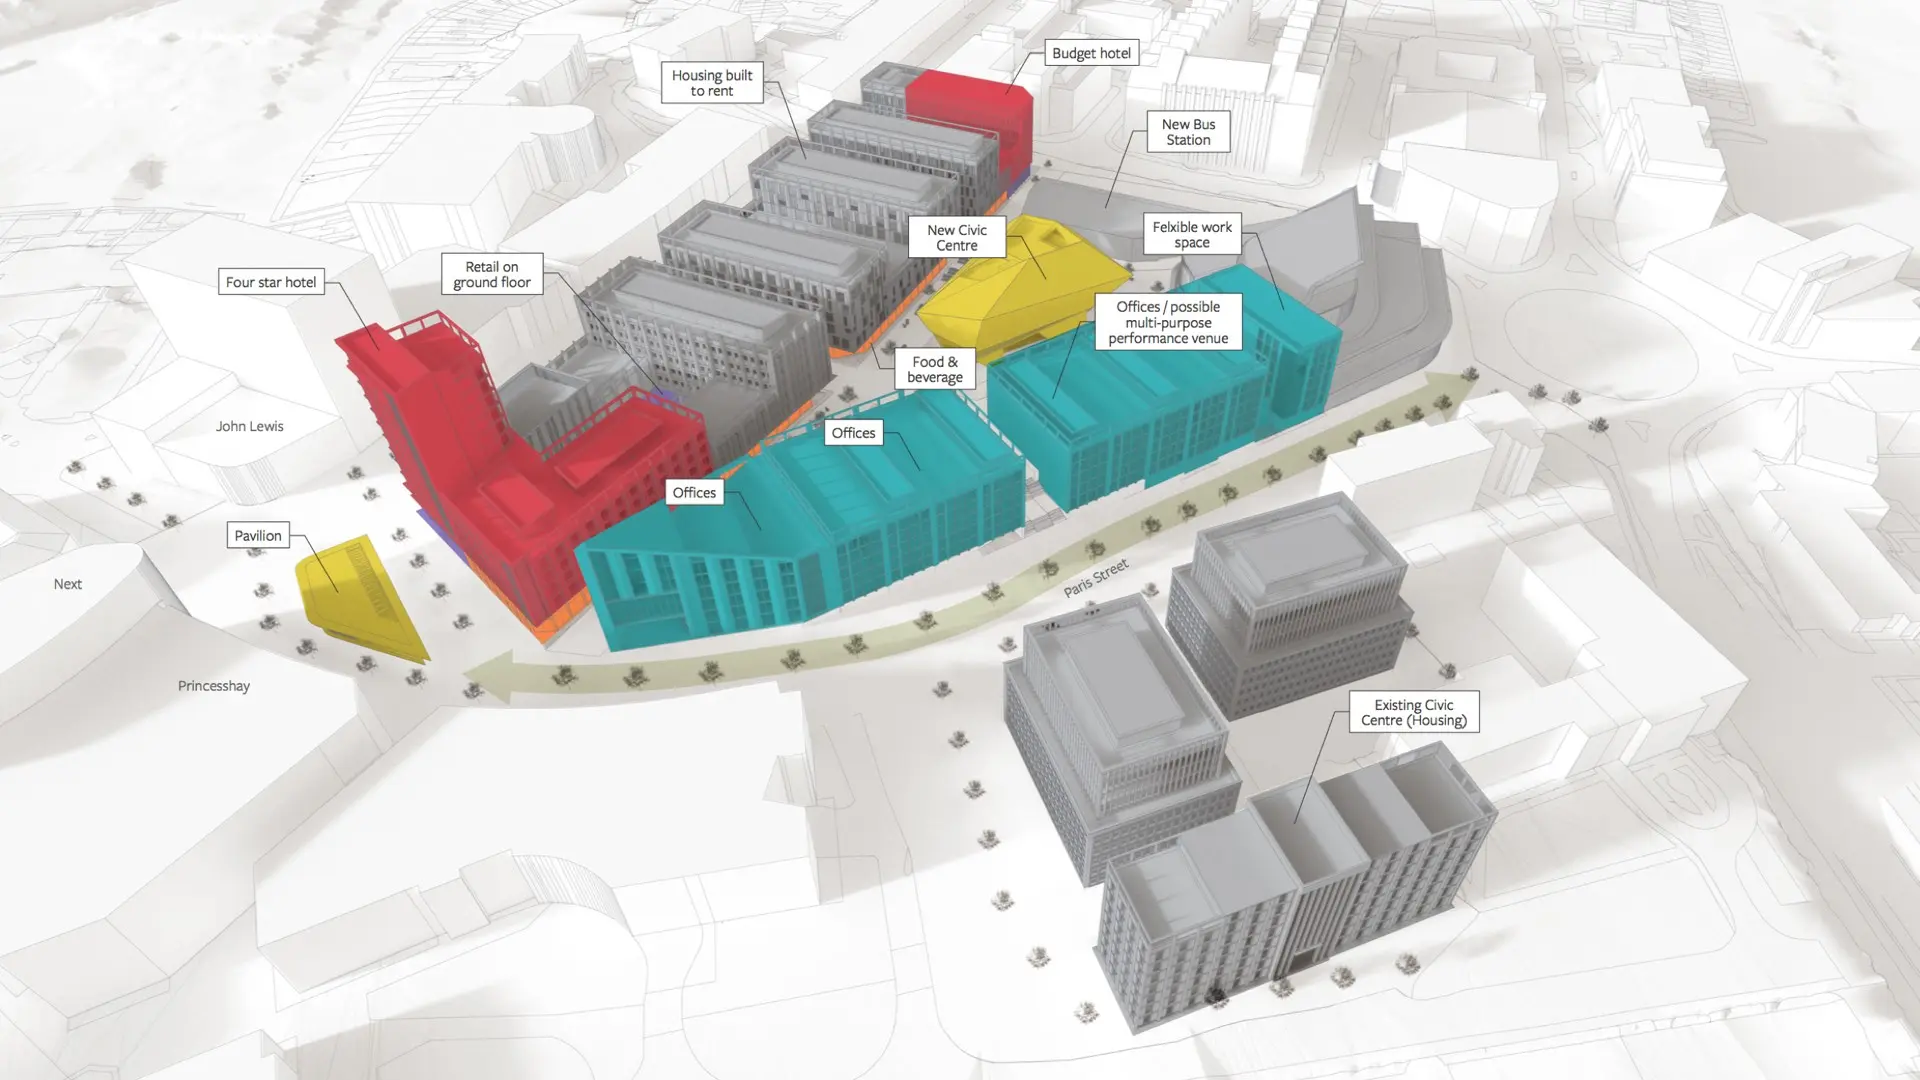 Budget hotel
Housing built
to rent
New Bus
Station
New Civic
Centre
Felxible work
space
Four star hotel
Retail on
ground floor
Offices / possible
multi-purpose
performance venue
Food &
beverage
John Lewis
Offices
Offices
Pavilion
Next
Paris Street
Princesshay
Existing Civic
Centre (Housing)